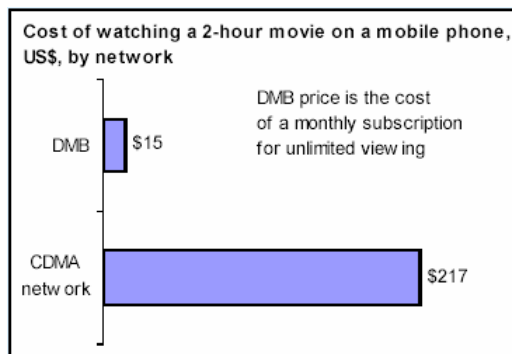 Cost of watching a 2-hour movie on a mobile phone,
US$, by network
DMB price is the cost
of a monthly subscription
for unlimited viewing
DMB
$15
CDMA
network
$217